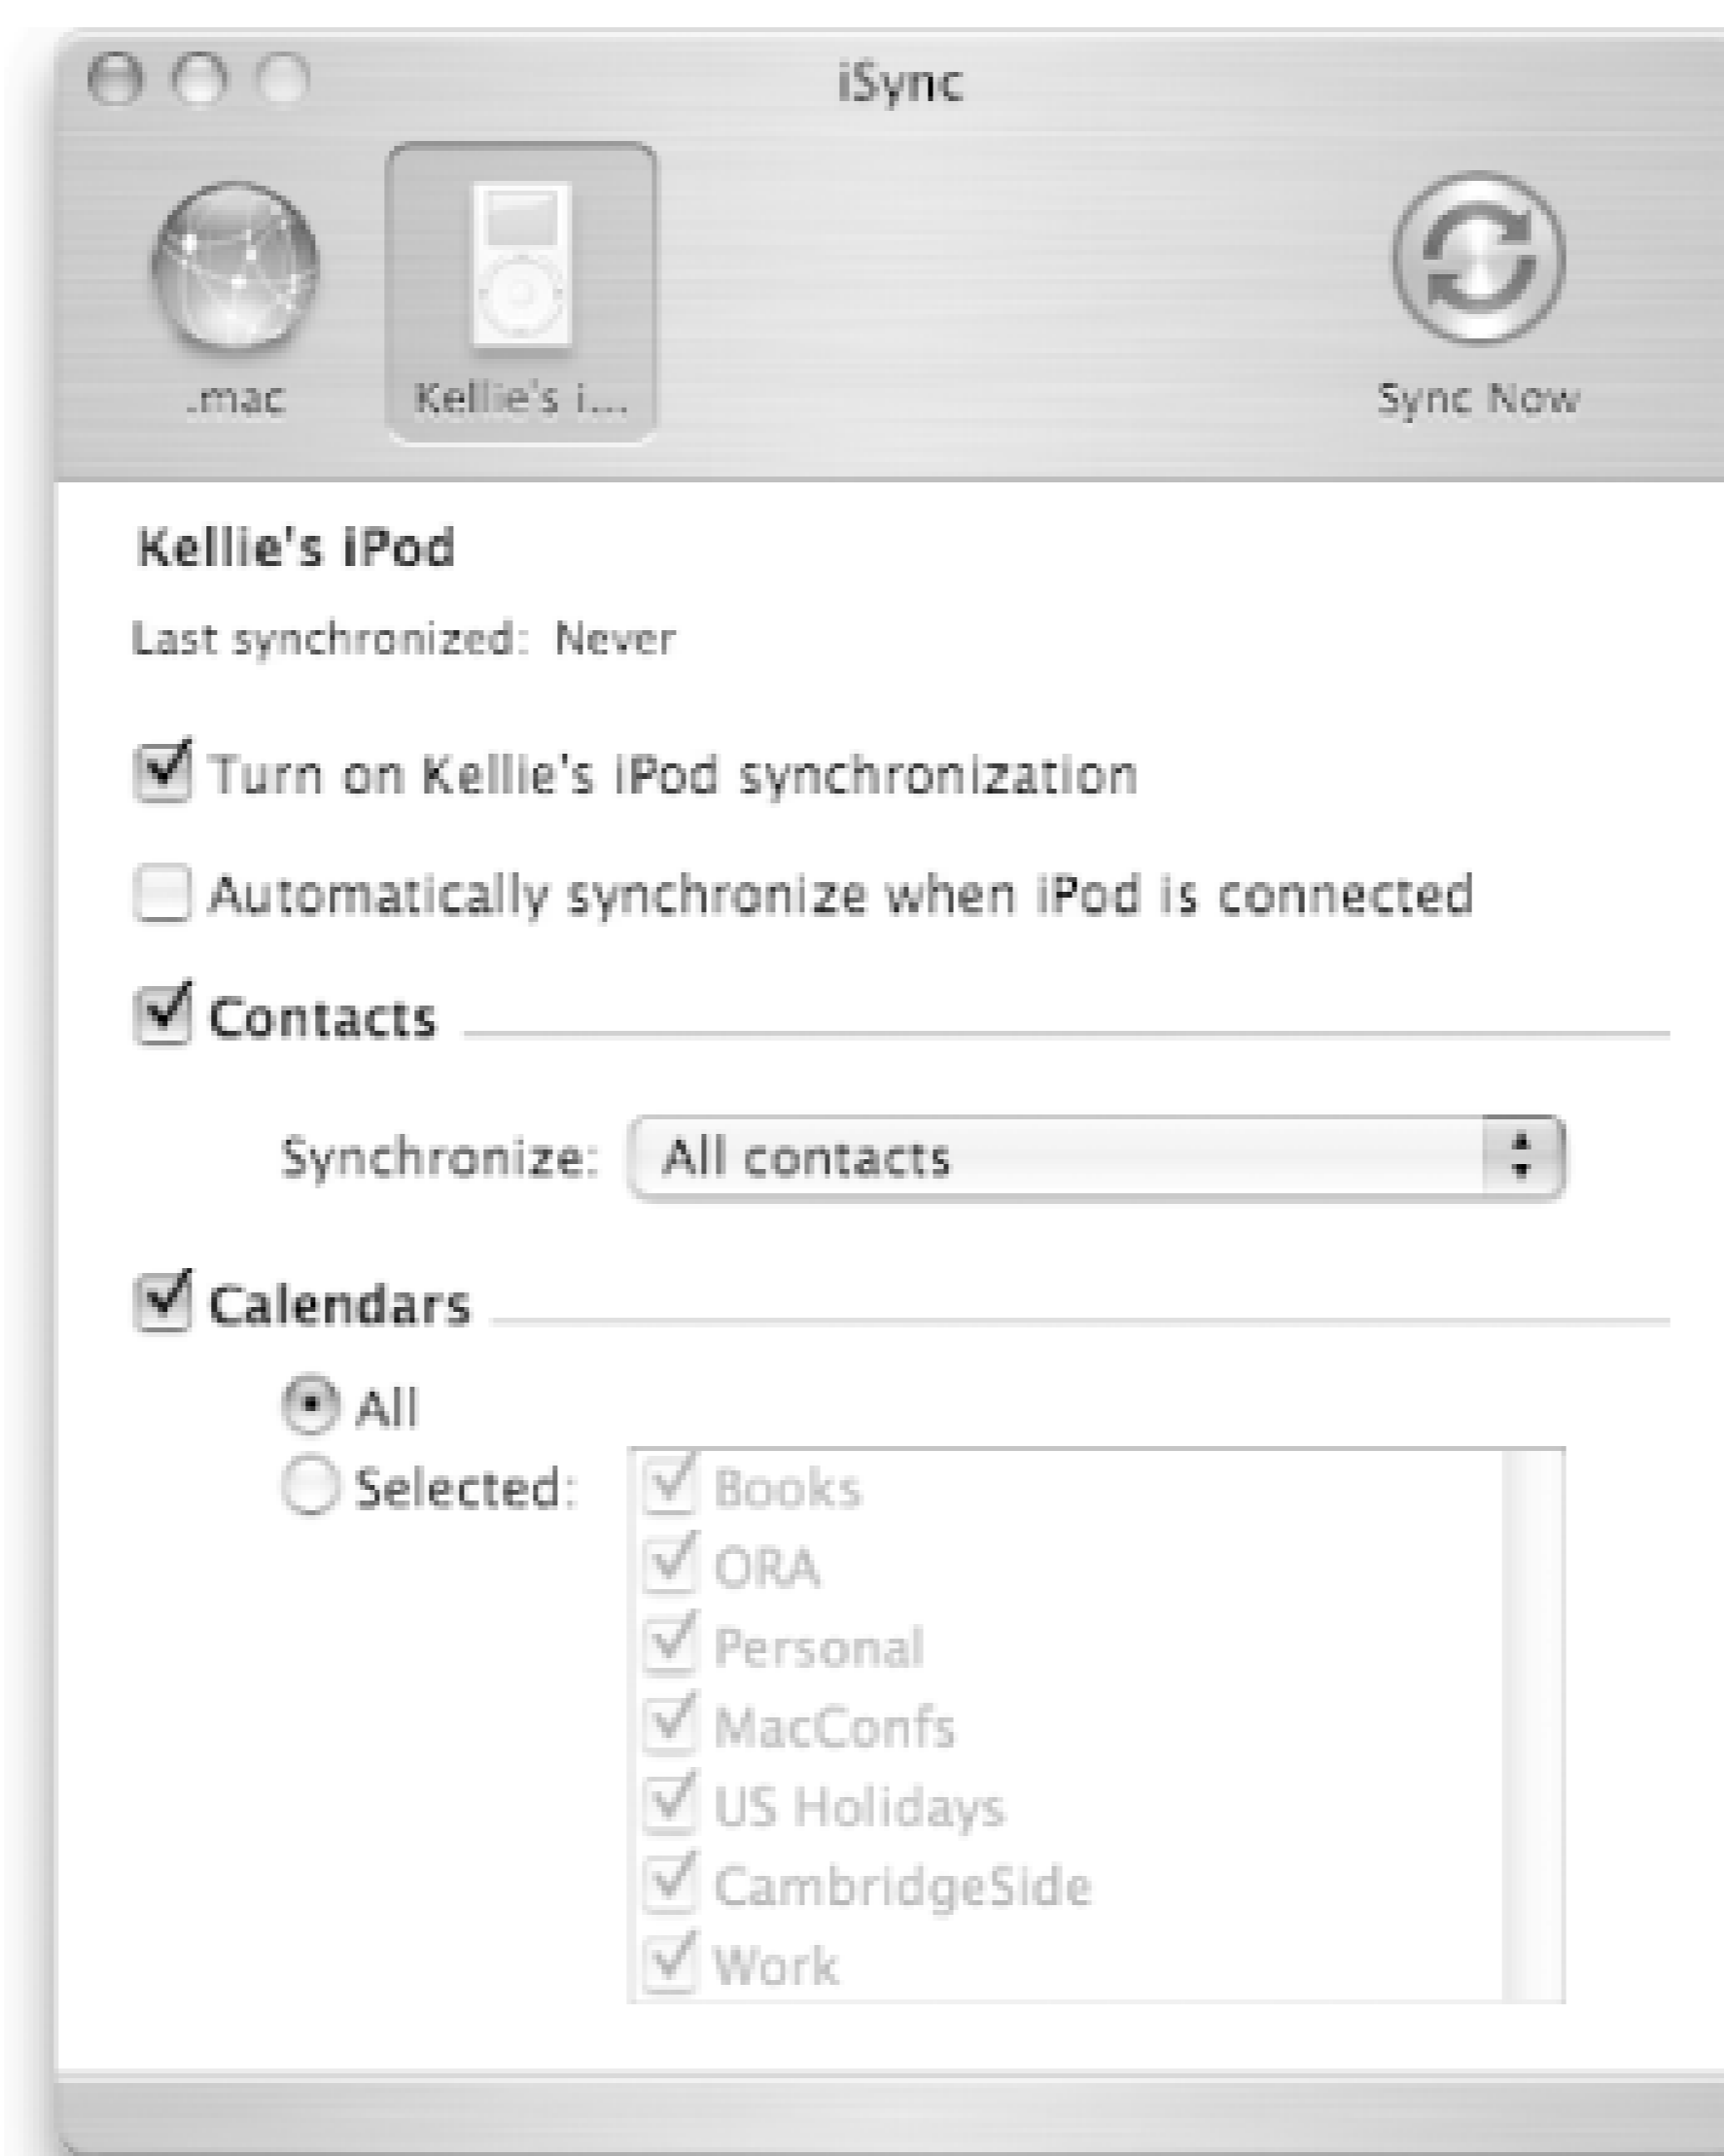 iSync
.mac
Kellie's i...
Sync Now
Kellie's iPod
Last synchronized: Never
Turn on Kellie's iPod synchronization
Automatically synchronize when iPod is connected
Contacts
Synchronize: All contacts
Calendars
All
Selected:
Books
ORA
Personal
MacConfs
US Holidays
CambridgeSide
Work